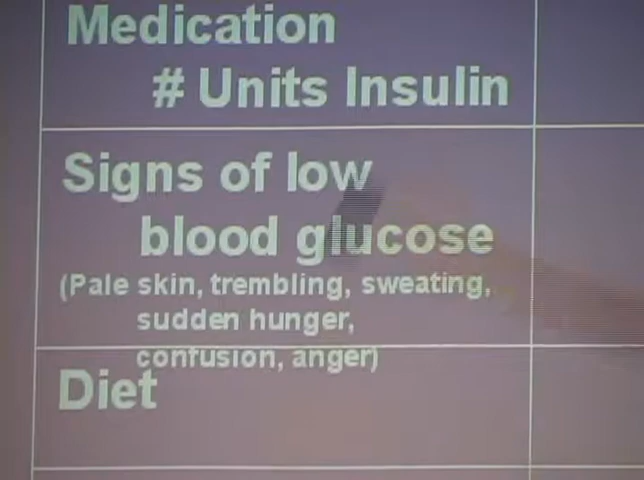 Medication
# Units Insulin
Signs of low
blood glucose
(Pale skin, trembling, sweating,
sudden hunger,
confusion, anger)
Diet